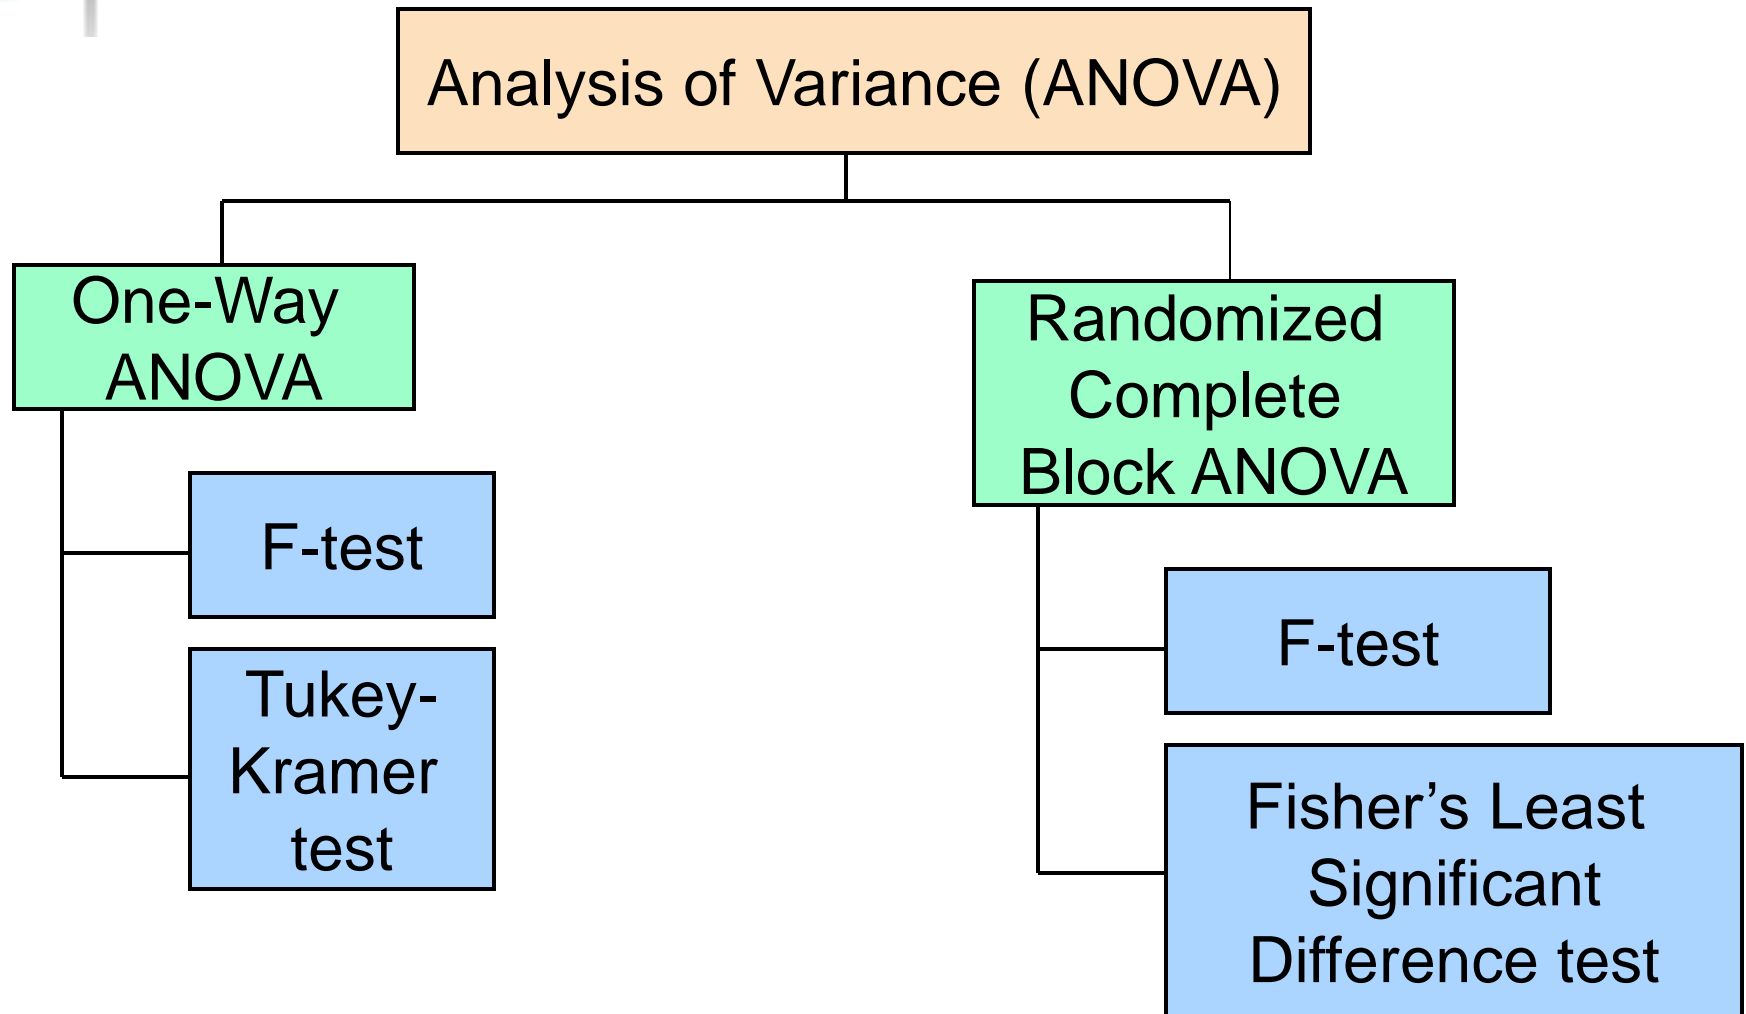 Analysis of Variance (ANOVA)
One-Way
ANOVA
F-test
Tukey-
Kramer
test
Randomized
Complete
Block ANOVA
F-test
Fisher’s Least
Significant
Difference test